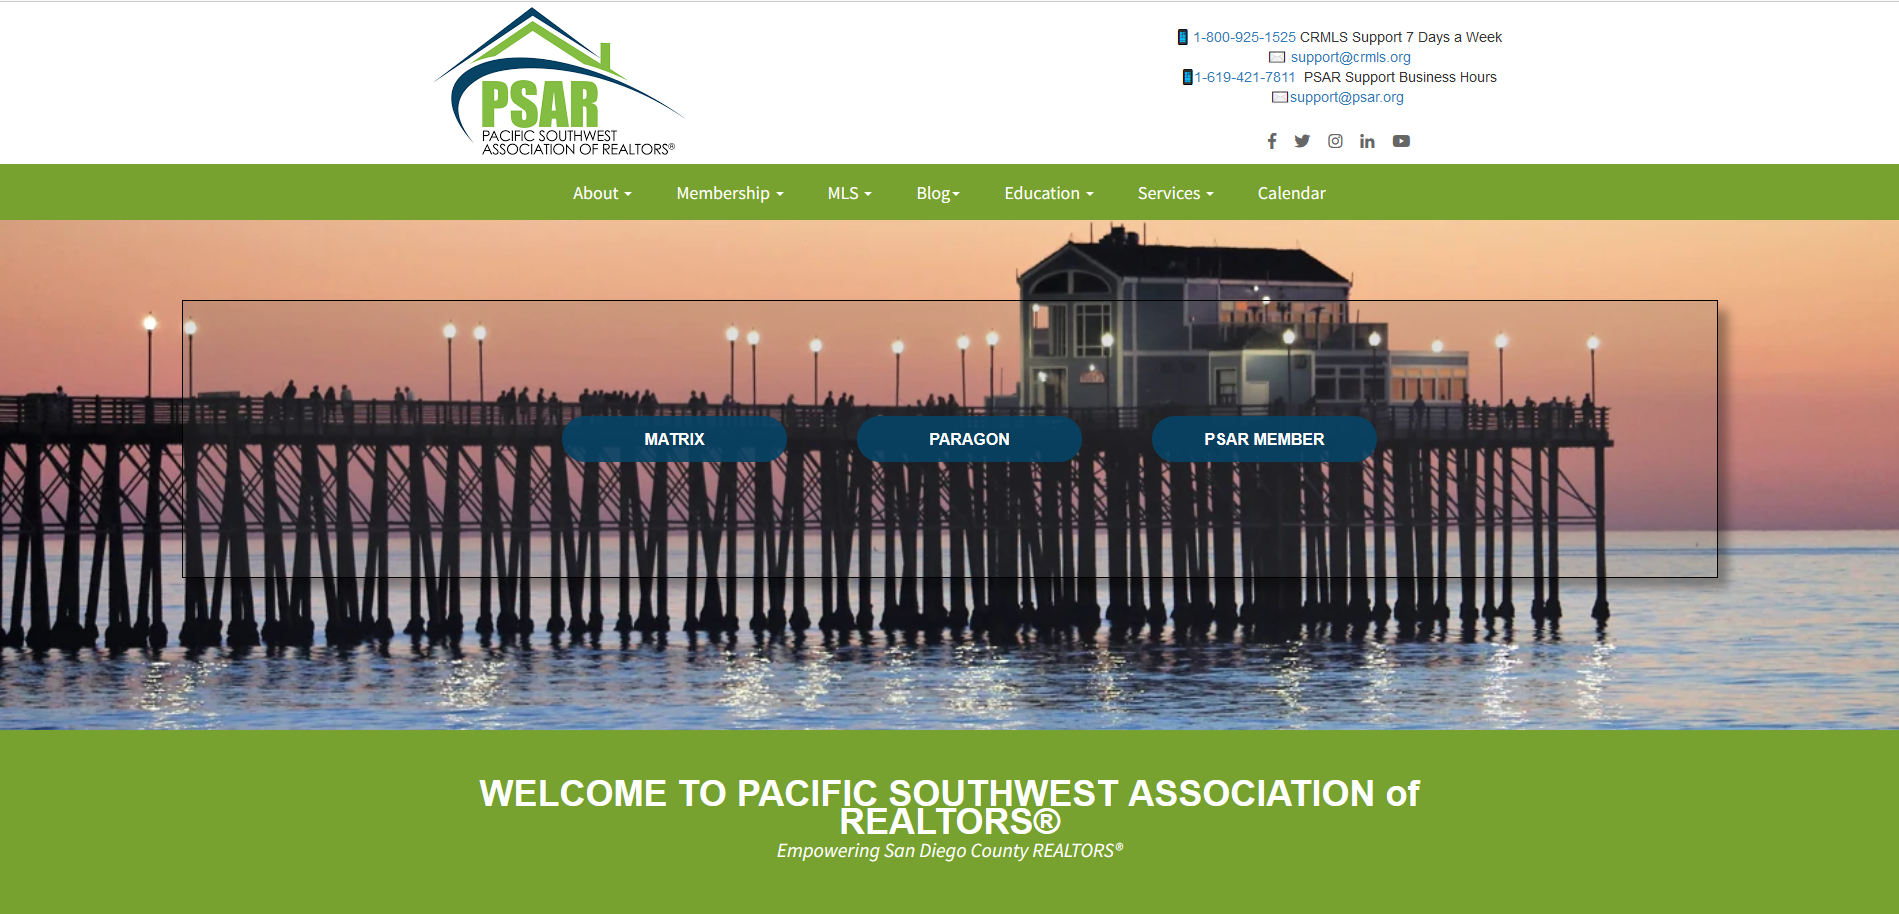 PSAR
PACIFIC SOUTHWEST
ASSOCIATION OF REALTORS®
1-800-925-1525 CRMLS Support 7 Days a Week
support@crmls.org
1-619-421-7811 PSAR Support Business Hours
support@psar.org
About
Membership
MLS
Blog
Education
Services
Calendar
MATRIX
PARAGON
PSAR MEMBER
WELCOME TO PACIFIC SOUTHWEST ASSOCIATION of
REALTORS®
Empowering San Diego County REALTORS®